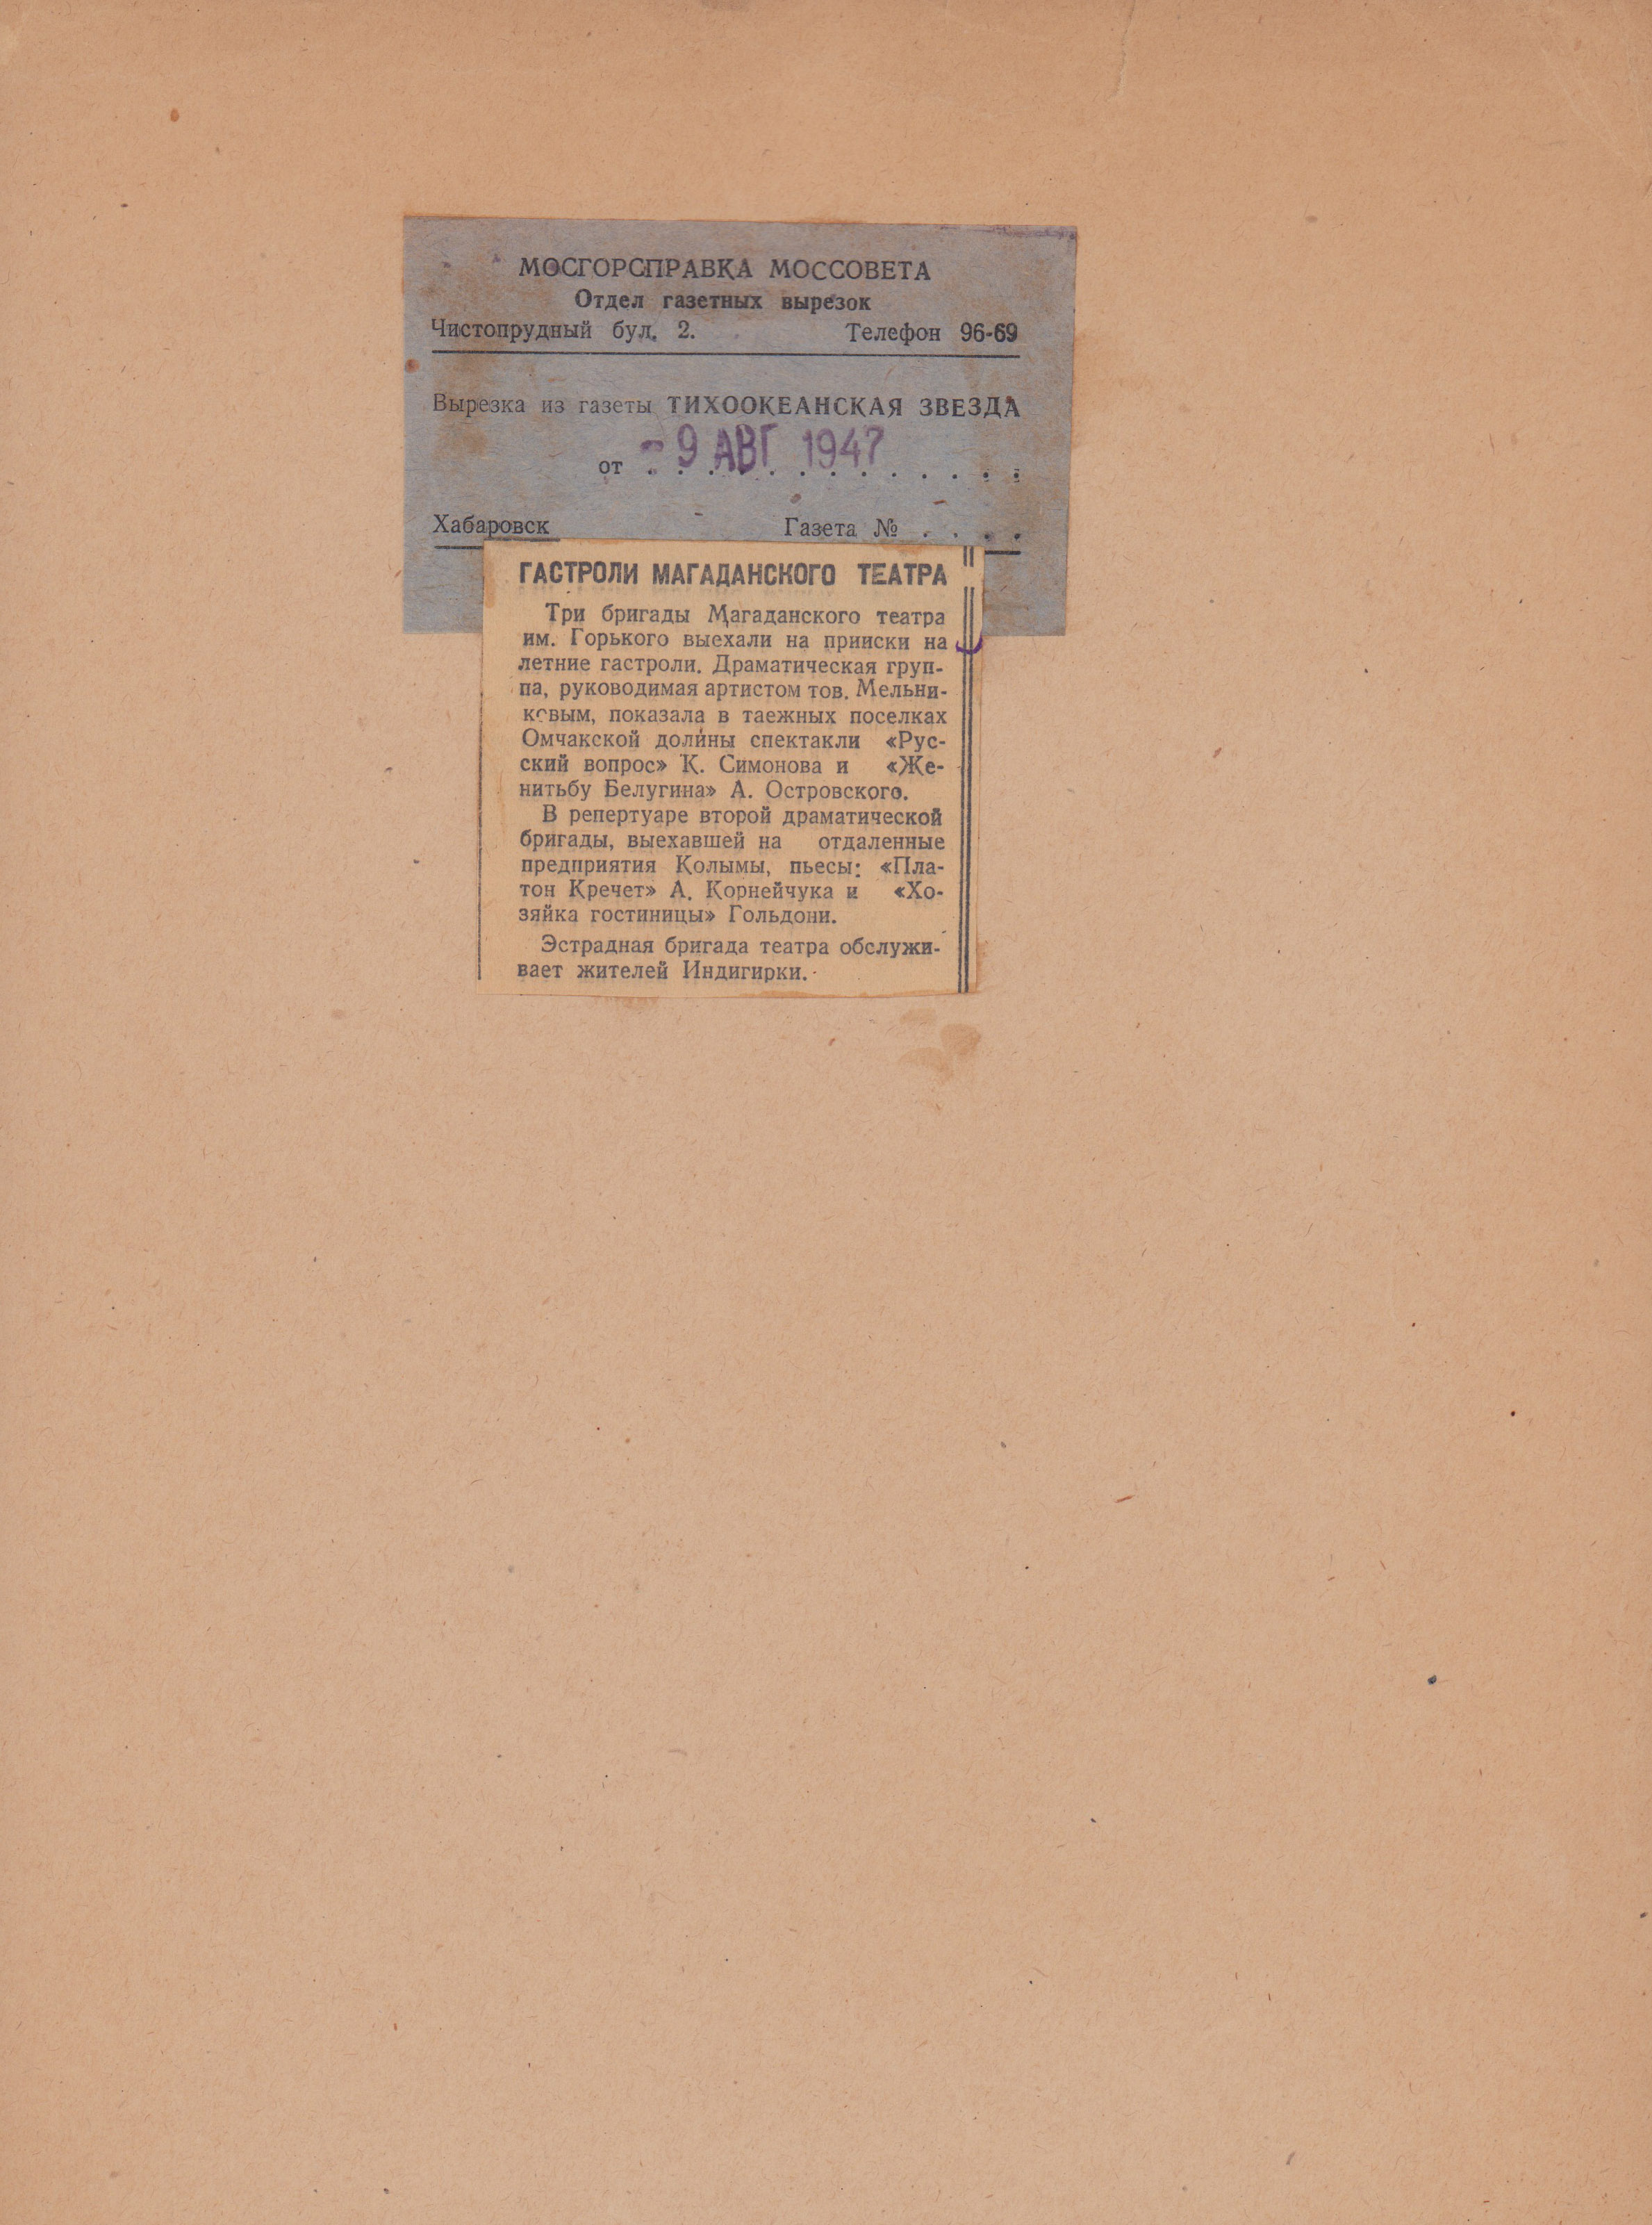 МОСГОРСПРАВКА МОССОВЕТА
Отдел газетных вырезок
Чистопрудный бул. 2. Телефон 96-69
Вырезка из газеты ТИХООКЕАНСКАЯ ЗВЕЗДА
от - 9 АВГ 1947
Хабаровск Газета № . . . .
ГАСТРОЛИ МАГАДАНСКОГО ТЕАТРА
Три бригады Магаданского театра
им. Горького выехали на прииски на
летние гастроли. Драматическая груп-
па, руководимая артистом тов. Мельни-
ковым, показала в таежных поселках
Омчакской долины спектакли «Рус-
ский вопрос» К. Симонова и «Же-
нитьбу Белугина» А. Островского.
В репертуаре второй драматической
бригады, выехавшей на отдаленные
предприятия Колымы, пьесы: «Пла-
тон Кречет» А. Корнейчука и «Хо-
зяйка гостиницы» Гольдони.
Эстрадная бригада театра обслужи-
вает жителей Индигирки.